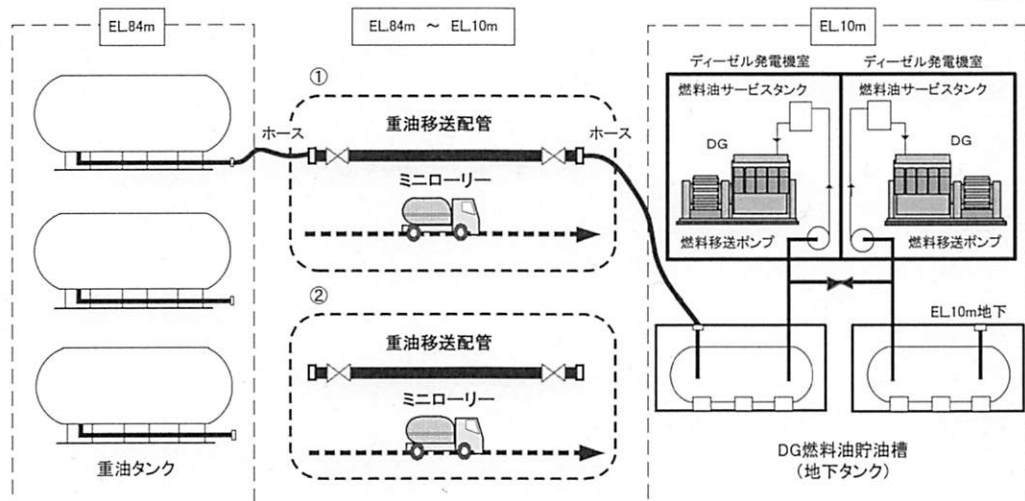 EL.84m
EL.84m ～ EL.10m
EL.10m
①
重油移送配管
ホース
ホース
ミニローリー
②
重油移送配管
ミニローリー
重油タンク
ディーゼル発電機室
ディーゼル発電機室
燃料油サービスタンク
燃料油サービスタンク
DG
DG
燃料移送ポンプ
燃料移送ポンプ
EL.10m地下
DG燃料油貯油槽
(地下タンク)